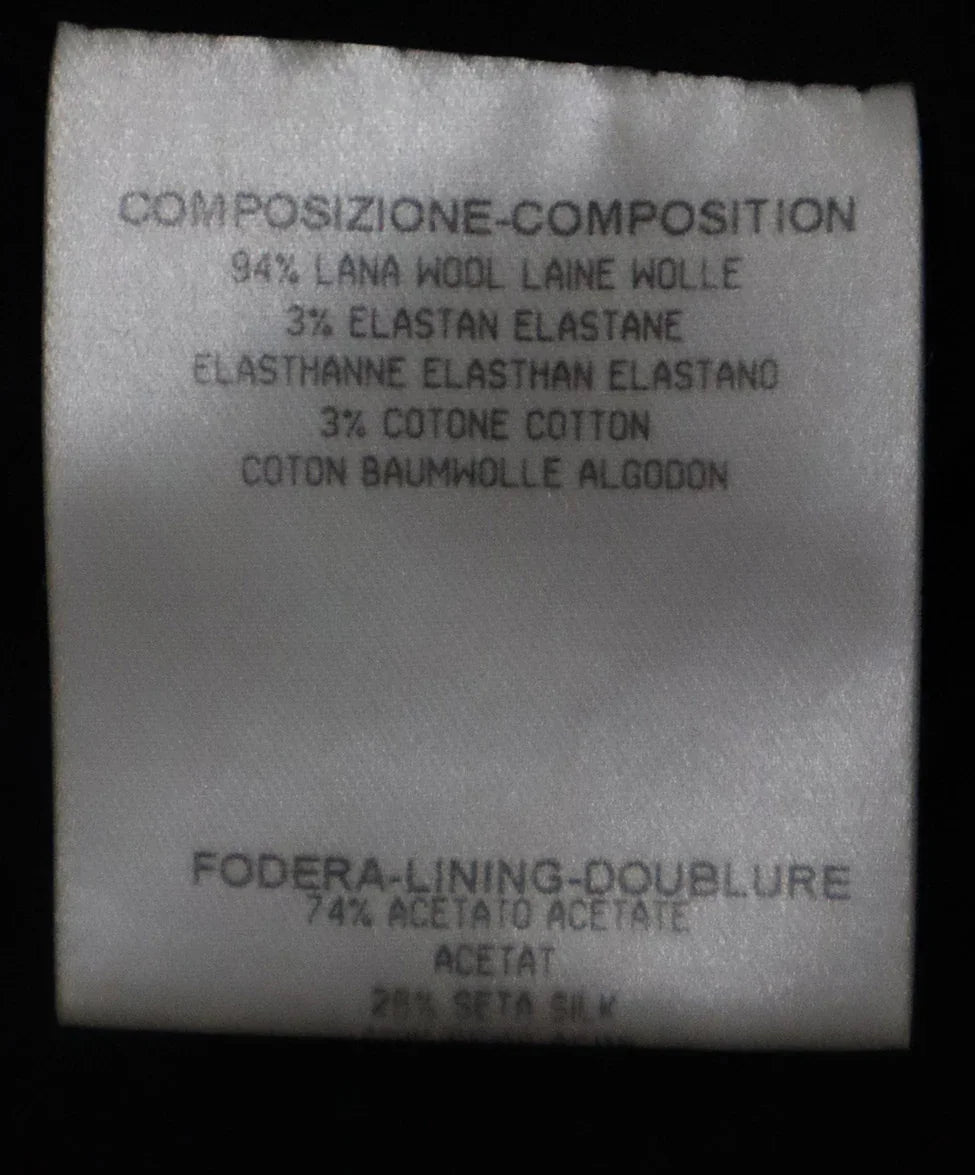 COMPOSIZIONE-COMPOSITION
94% LANA WOOL LAINE WOLLE
3% ELASTAN ELASTANE
ELASTHANNE ELASTHAN ELASTANO
3% COTONE COTTON
COTON BAUMWOLLE ALGODON
FODERA-LINING-DOUBLURE
74% ACETATO ACETATE
ACETAT
26% SETA SILK